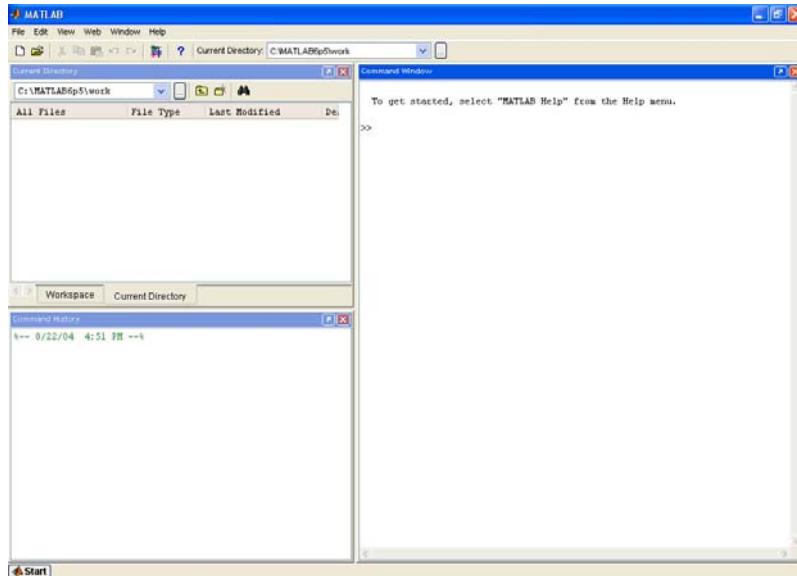 MATLAB
File Edit View Web Window Help
? Current Directory: C:\MATLAB6p5\work
Current Directory
C:\MATLAB6p5\work
All Files File Type Last Modified De
Workspace Current Directory
Command History
%-- 8/22/04 4:51 PM --%
Command Window
To get started, select "MATLAB Help" from the Help menu.
>>
Start